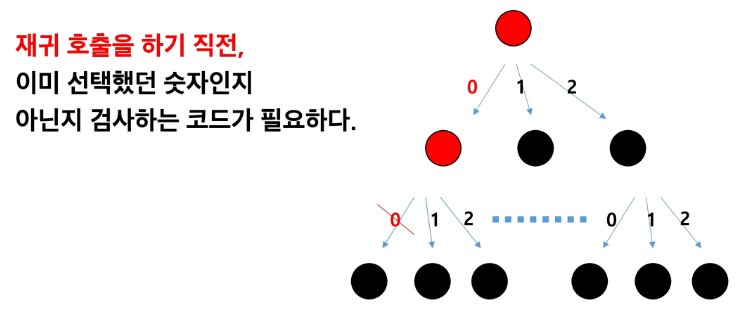 재귀 호출을 하기 직전,
이미 선택했던 숫자인지
아닌지 검사하는 코드가 필요하다.
0 1 2
0 1 2 0 1 2